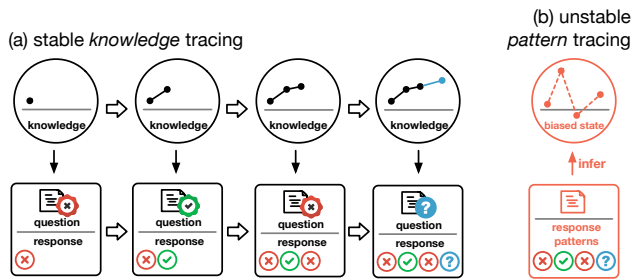 (a) stable knowledge tracing
(b) unstable
pattern tracing
knowledge
knowledge
knowledge
knowledge
biased state
infer
question
response
question
response
question
response
?
question
response
?
response
patterns
?